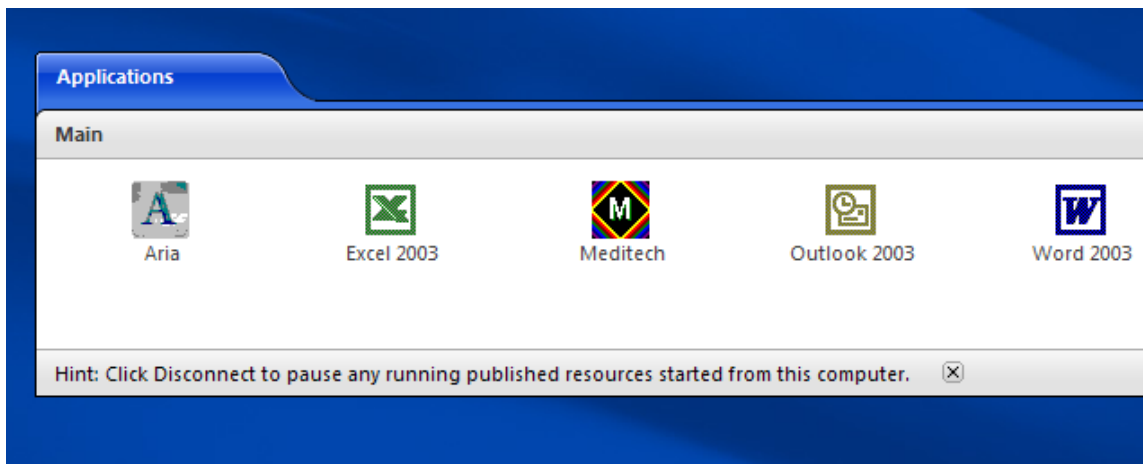 Applications
Main
Aria
Excel 2003
Meditech
Outlook 2003
Word 2003
Hint: Click Disconnect to pause any running published resources started from this computer.